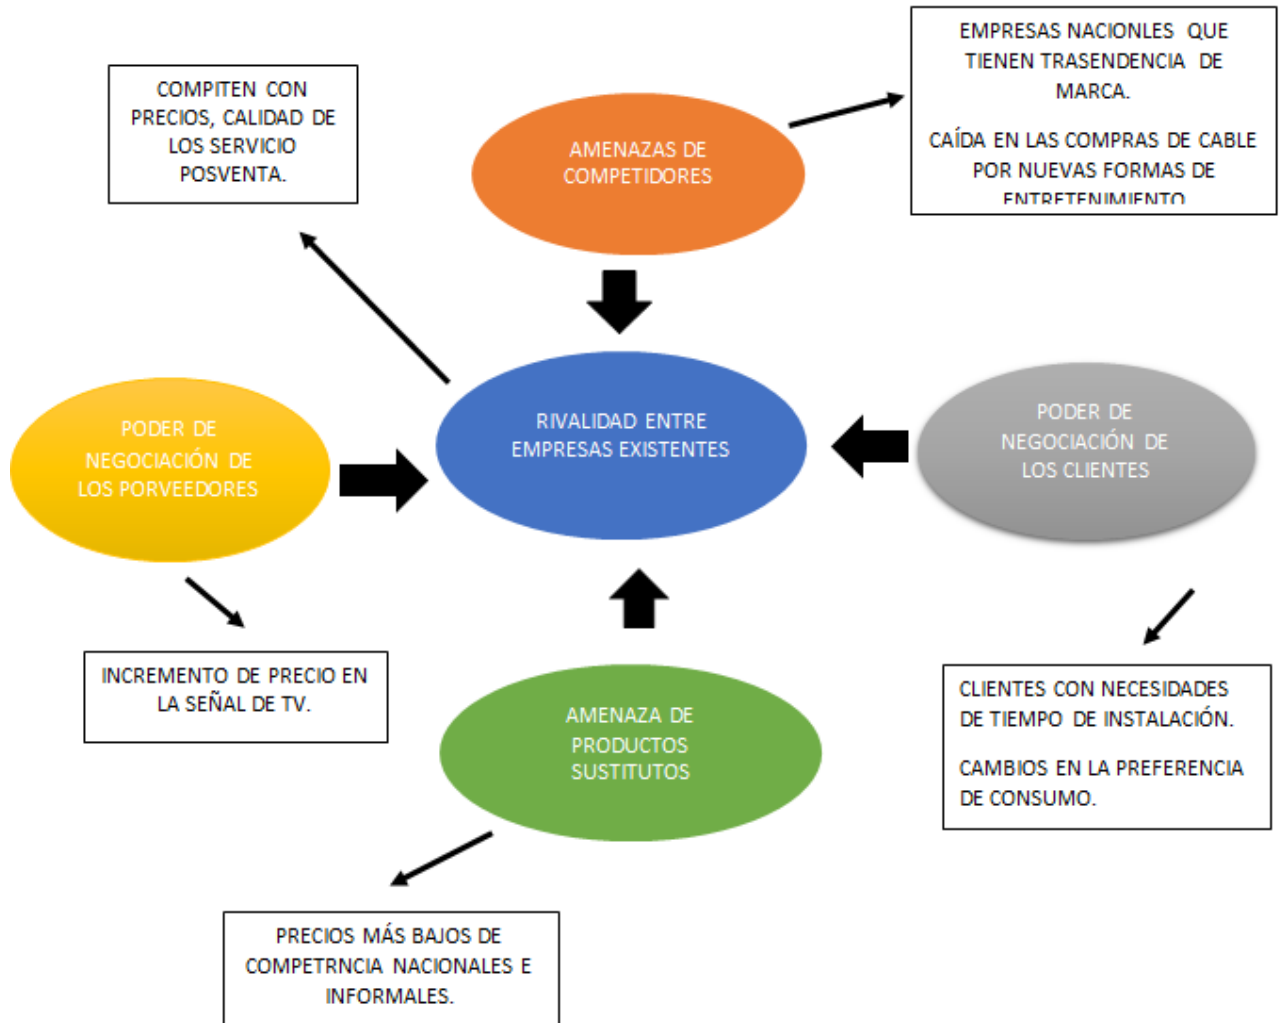 EMPRESAS NACIONLES QUE
TIENEN TRASENDENCIA DE
MARCA.
CAÍDA EN LAS COMPRAS DE CABLE
POR NUEVAS FORMAS DE
ENTRETENIMIENTO
COMPITEN CON
PRECIOS, CALIDAD DE
LOS SERVICIO
POSVENTA.
AMENAZAS DE
COMPETIDORES
RIVALIDAD ENTRE
EMPRESAS EXISTENTES
PODER DE
NEGOCIACIÓN DE
LOS PORVEEDORES
PODER DE
NEGOCIACIÓN DE
LOS CLIENTES
INCREMENTO DE PRECIO EN
LA SEÑAL DE TV.
AMENAZA DE
PRODUCTOS
SUSTITUTOS
CLIENTES CON NECESIDADES
DE TIEMPO DE INSTALACIÓN.
CAMBIOS EN LA PREFERENCIA
DE CONSUMO.
PRECIOS MÁS BAJOS DE
COMPETRNCIA NACIONALES E
INFORMALES.